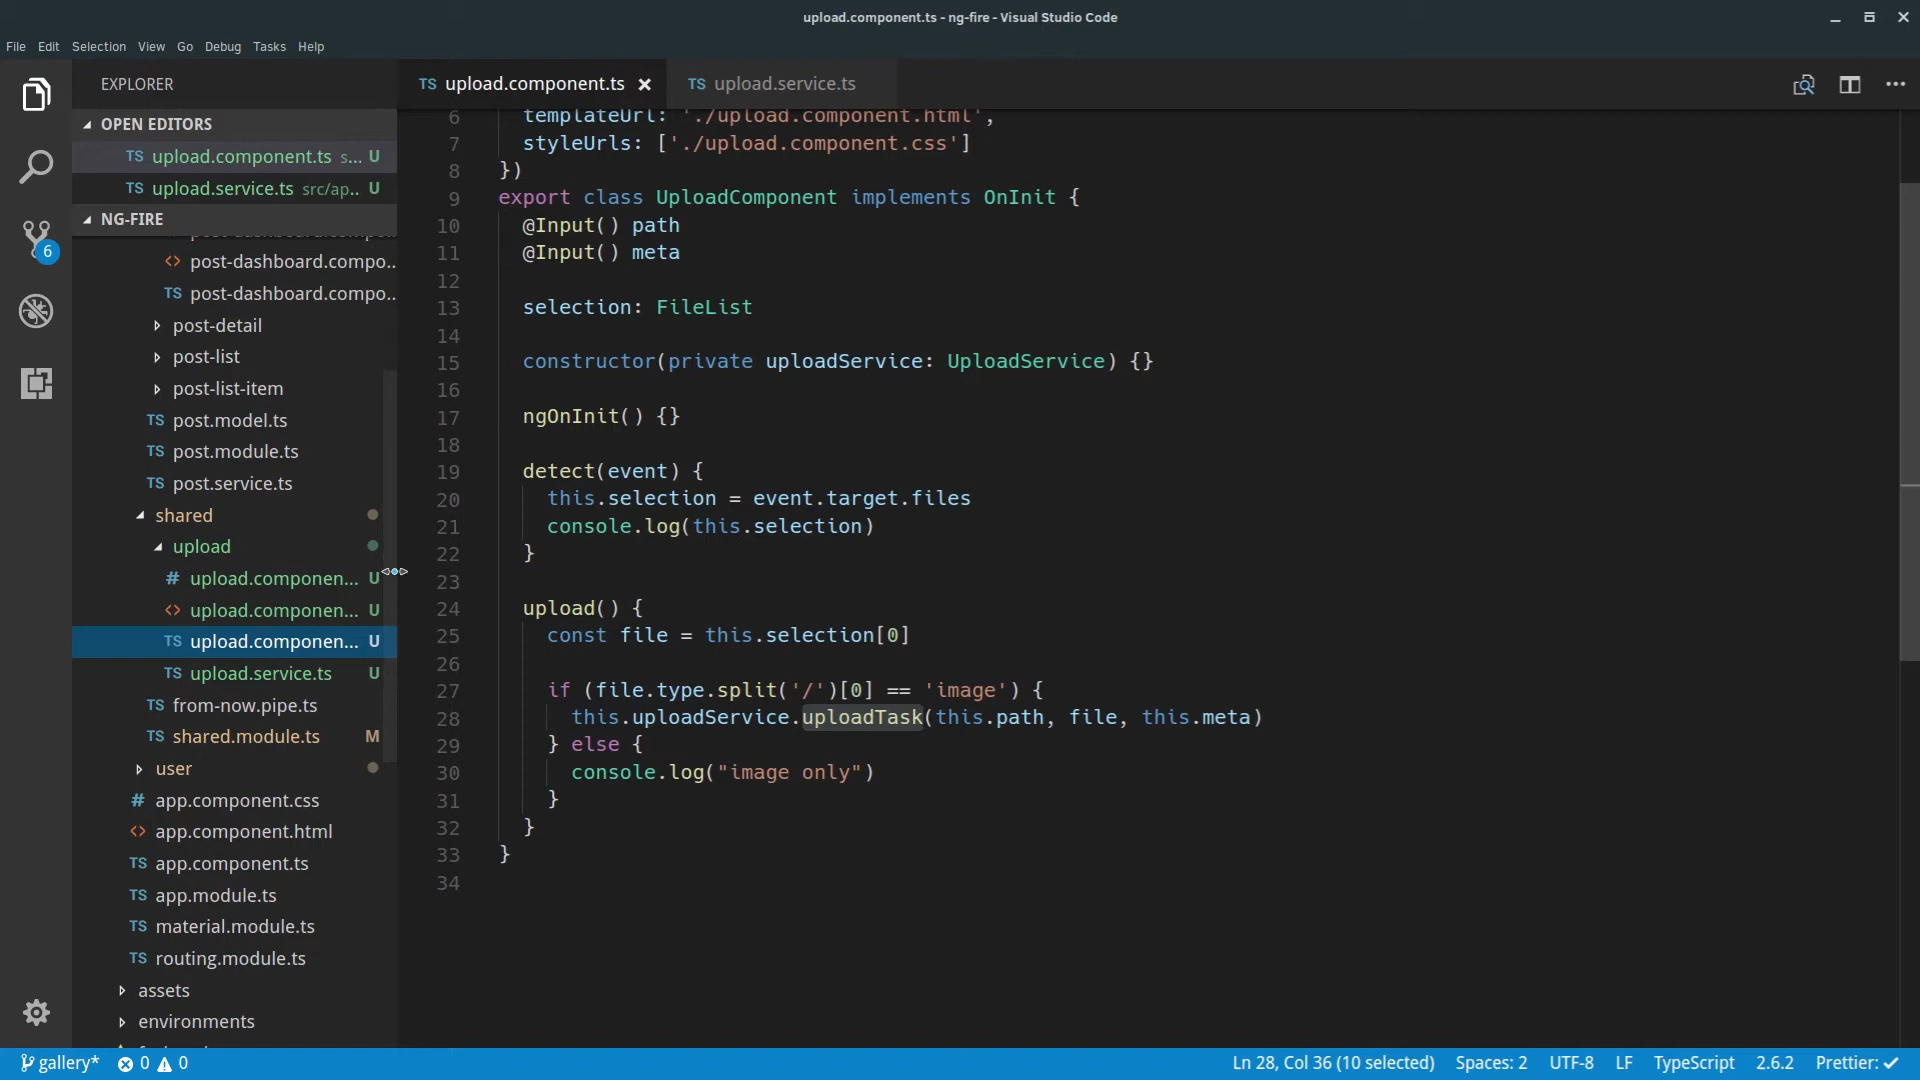 upload.component.ts - ng-fire - Visual Studio Code
File Edit Selection View Go Debug Tasks Help
EXPLORER
OPEN EDITORS
TS upload.component.ts s... U
TS upload.service.ts src/ap.. U
NG-FIRE
<> post-dashboard.compo..
TS post-dashboard.compo..
post-detail
post-list
post-list-item
TS post.model.ts
TS post.module.ts
TS post.service.ts
shared
upload
# upload.componen... U
<> upload.componen... U
TS upload.componen... U
TS upload.service.ts U
TS from-now.pipe.ts
TS shared.module.ts M
user
# app.component.css
<> app.component.html
TS app.component.ts
TS app.module.ts
TS material.module.ts
TS routing.module.ts
assets
environments
6
TS upload.component.ts
TS upload.service.ts
6 templateUrl: './upload.component.html',
7 styleUrls: ['./upload.component.css']
8 })
9 export class UploadComponent implements OnInit {
10 @Input() path
11 @Input() meta
12
13 selection: FileList
14
15 constructor(private uploadService: UploadService) {}
16
17 ngOnInit() {}
18
19 detect(event) {
20 this.selection = event.target.files
21 console.log(this.selection)
22 }
23
24 upload() {
25 const file = this.selection[0]
26
27 if (file.type.split('/')[0] == 'image') {
28 this.uploadService.uploadTask(this.path, file, this.meta)
29 } else {
30 console.log("image only")
31 }
32 }
33 }
34
gallery* 0 0 Ln 28, Col 36 (10 selected) Spaces: 2 UTF-8 LF TypeScript 2.6.2 Prettier: ✓